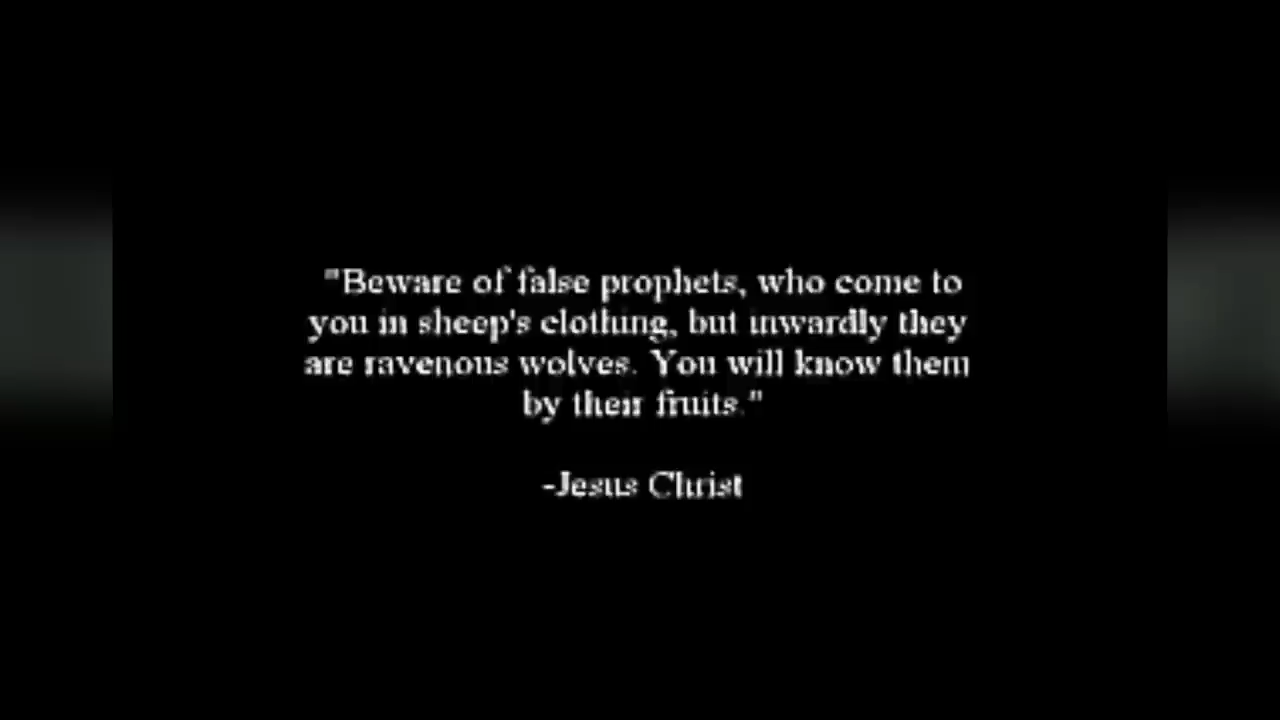 "Beware of false prophets, who come to
you in sheep's clothing, but inwardly they
are ravenous wolves. You will know them
by their fruits."
-Jesus Christ